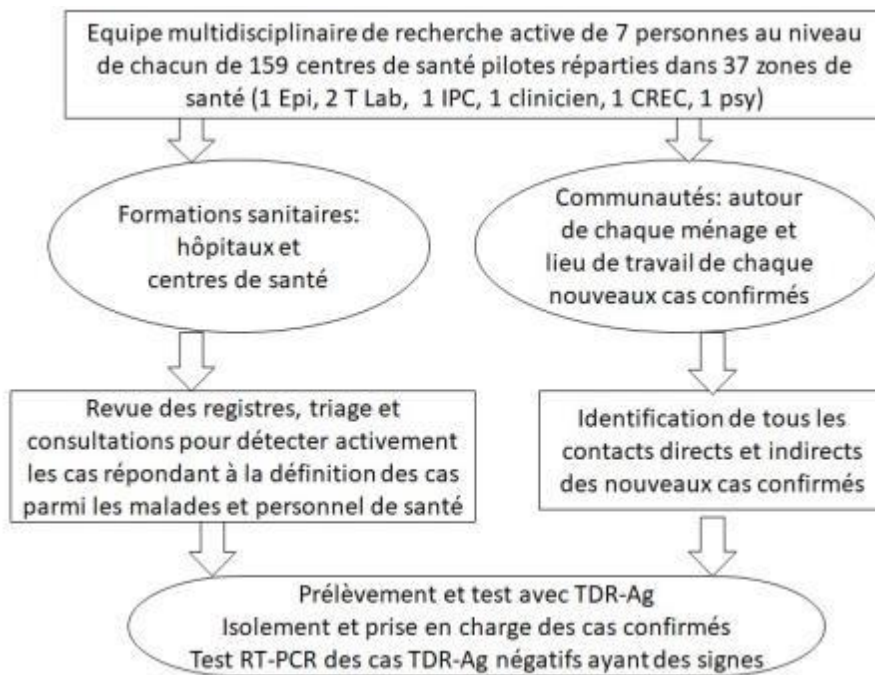 Equipe multidisciplinaire de recherche active de 7 personnes au niveau
de chacun de 159 centres de santé pilotes réparties dans 37 zones de
santé (1 Epi, 2 T Lab, 1 IPC, 1 clinicien, 1 CREC, 1 psy)
Formations sanitaires:
hôpitaux et
centres de santé
Communautés: autour
de chaque ménage et
lieu de travail de chaque
nouveaux cas confirmés
Revue des registres, triage et
consultations pour détecter activement
les cas répondant à la définition des cas
parmi les malades et personnel de santé
Identification de tous les
contacts directs et indirects
des nouveaux cas confirmés
Prélèvement et test avec TDR-Ag
Isolement et prise en charge des cas confirmés
Test RT-PCR des cas TDR-Ag négatifs ayant des signes